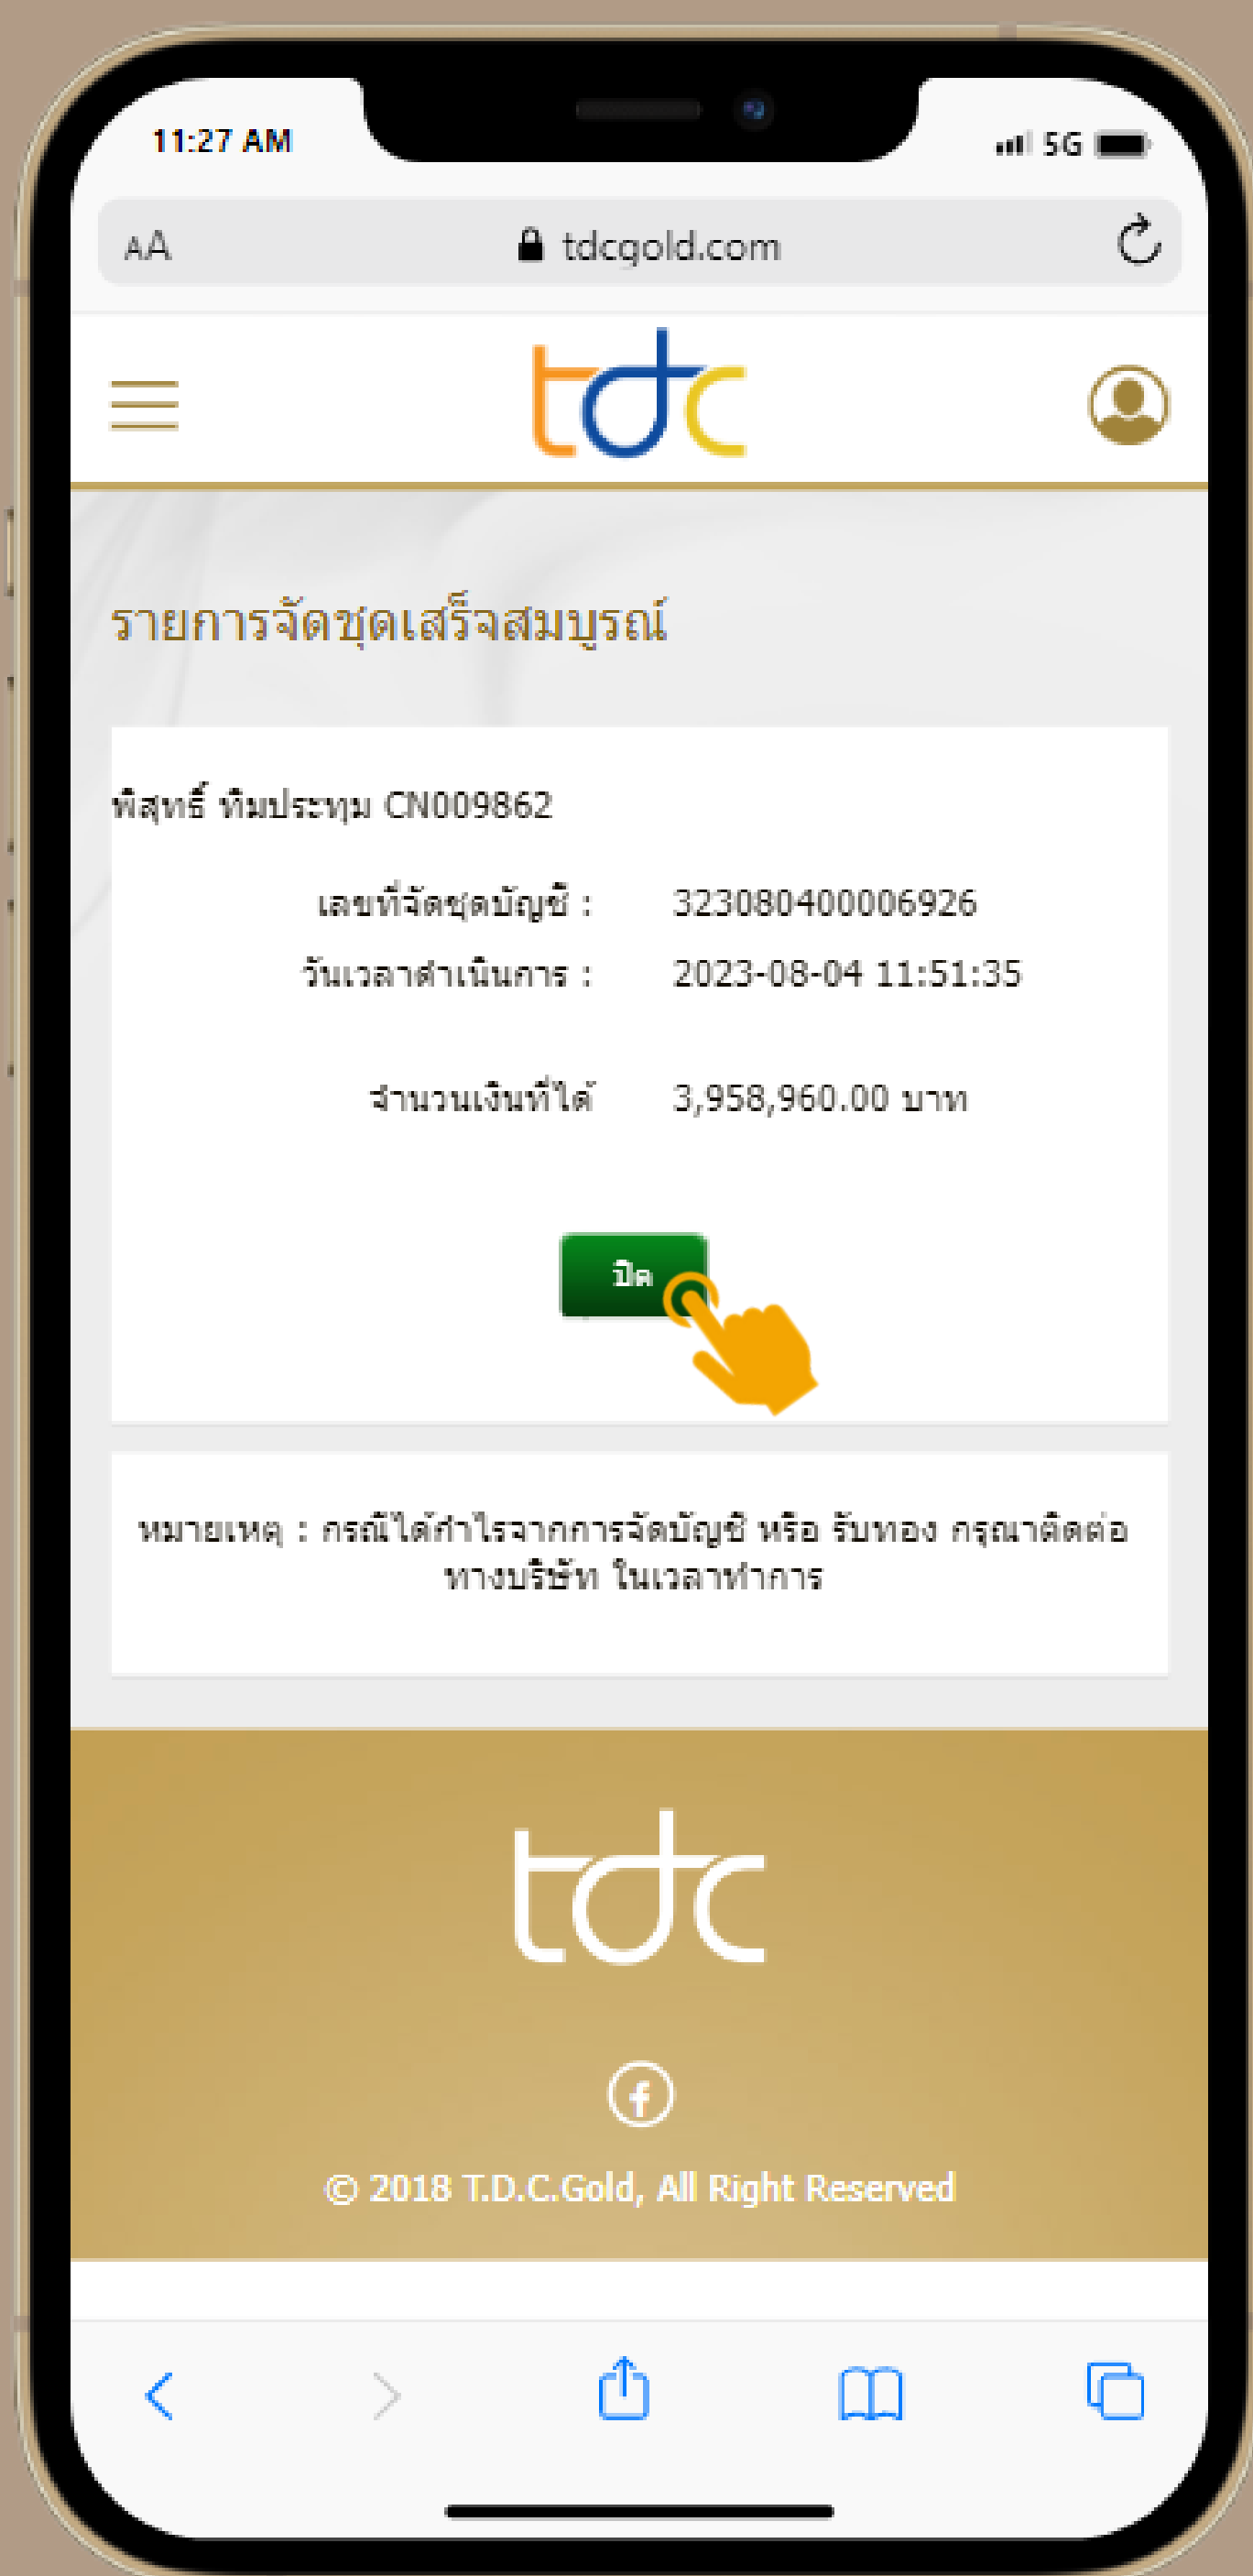 11:27 AM
5G
AA
tdcgold.com
tdc
รายการจัดชุดเสร็จสมบูรณ์
พิสุทธิ์ ทิมประทุม CN009862
เลขที่จัดชุดบัญชี : 323080400006926
วันเวลาดำเนินการ : 2023-08-04 11:51:35
จำนวนเงินที่ได้ 3,958,960.00 บาท
ปิด
หมายเหตุ : กรณีได้กำไรจากการจัดบัญชี หรือ รับทอง กรุณาติดต่อ
ทางบริษัท ในเวลาทำการ
tdc
f
© 2018 T.D.C.Gold, All Right Reserved